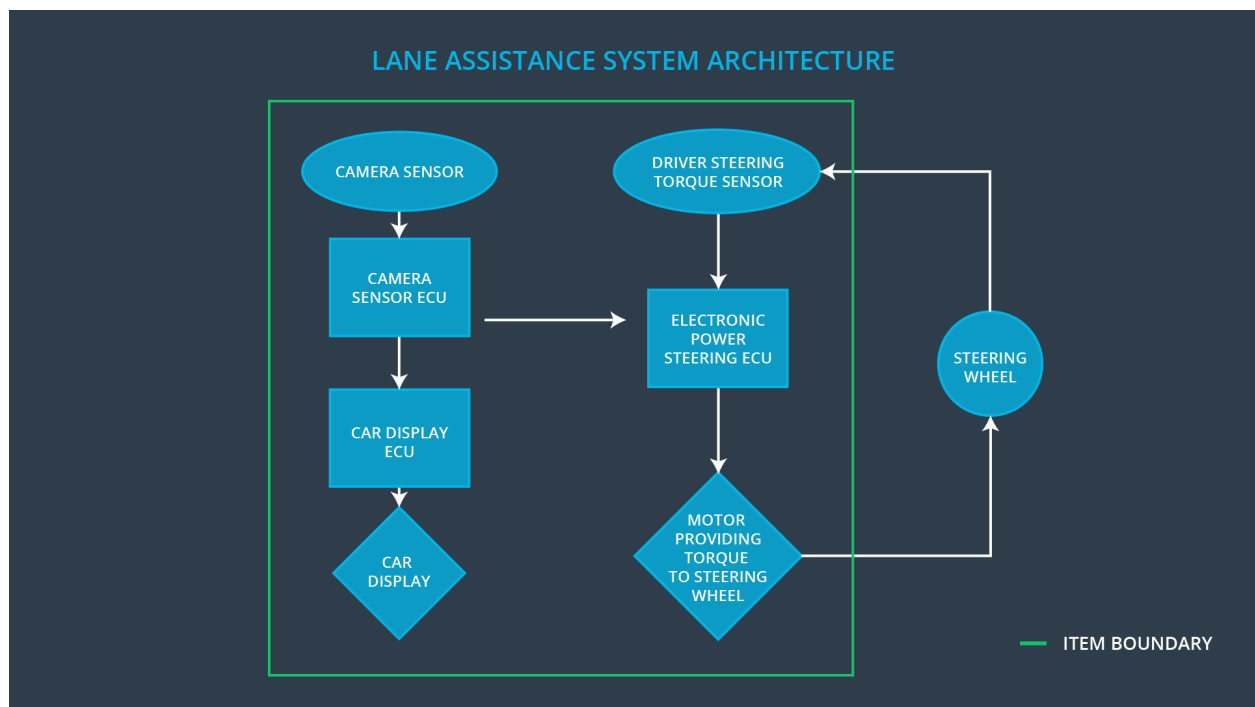 LANE ASSISTANCE SYSTEM ARCHITECTURE
CAMERA SENSOR
CAMERA
SENSOR ECU
CAR DISPLAY
ECU
CAR
DISPLAY
DRIVER STEERING
TORQUE SENSOR
ELECTRONIC
POWER
STEERING ECU
MOTOR
PROVIDING
TORQUE
TO STEERING
WHEEL
STEERING
WHEEL
ITEM BOUNDARY